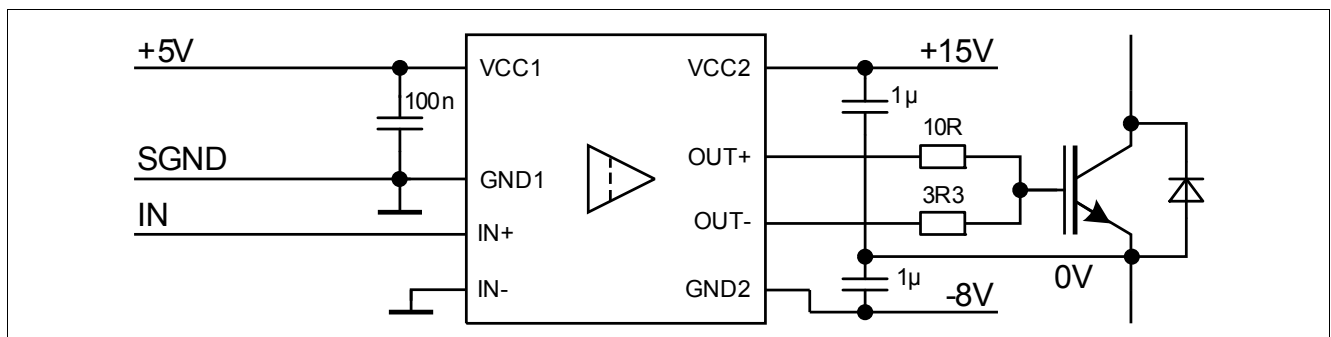 +5V
VCC1
VCC2
+15V
100n
1µ
10R
SGND
GND1
OUT+
IN
3R3
IN+
OUT-
IN-
GND2
1µ
0V
-8V